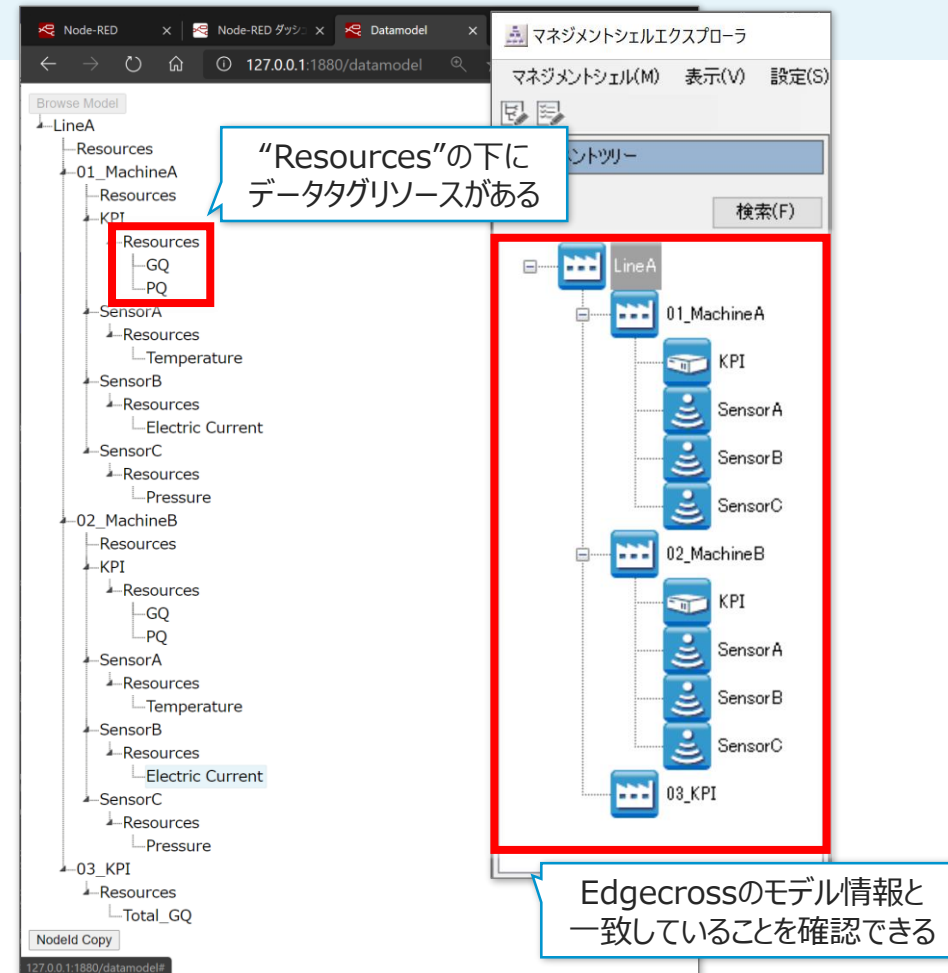 Node-RED
Node-RED ダッシ
Datamodel
127.0.0.1:1880/datamodel
Browse Model
LineA
Resources
01_MachineA
Resources
KPI
Resources
GQ
PQ
SensorA
Resources
Temperature
SensorB
Resources
Electric Current
SensorC
Resources
Pressure
02_MachineB
Resources
KPI
Resources
GQ
PQ
SensorA
Resources
Temperature
SensorB
Resources
Electric Current
SensorC
Resources
Pressure
03_KPI
Resources
Total_GQ
NodeId Copy
127.0.0.1:1880/datamodel#
“Resources”の下に
データタグリソースがある
マネジメントシェルエクスプローラ
マネジメントシェル(M) 表示(V) 設定(S)
ントツリー
検索(F)
LineA
01_MachineA
KPI
SensorA
SensorB
SensorC
02_MachineB
KPI
SensorA
SensorB
SensorC
03_KPI
Edgecrossのモデル情報と
一致していることを確認できる